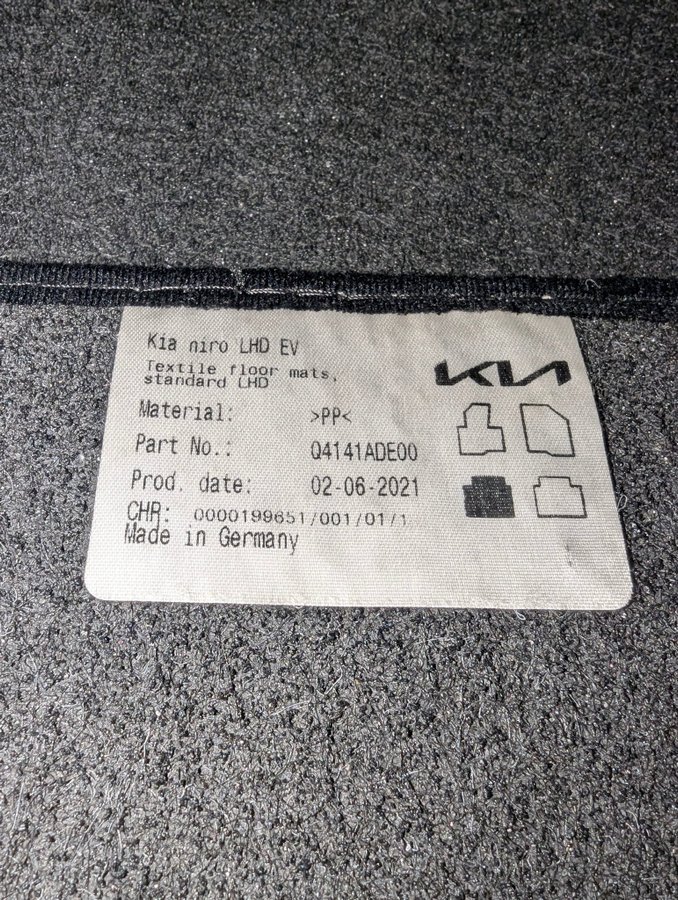 Kia niro LHD EV
Textile floor mats,
standard LHD
KIA
Material: >PP<
Part No.: Q4141ADE00
Prod. date: 02-06-2021
CHR: 0000199651/001/01/1
Made in Germany